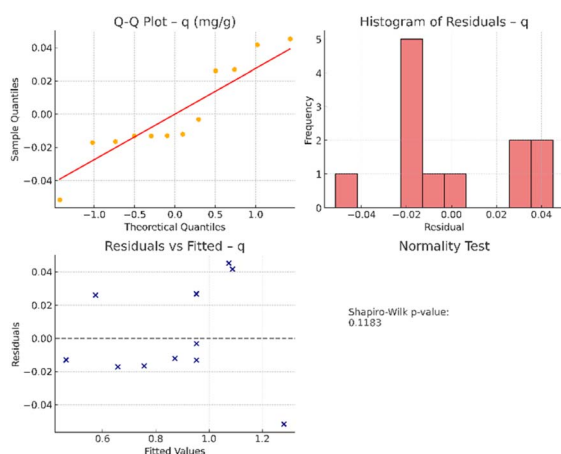 Q-Q Plot – q (mg/g)
Sample Quantiles
0.04
0.02
0.00
−0.02
−0.04
−1.0 −0.5 0.0 0.5 1.0
Theoretical Quantiles
Histogram of Residuals – q
Frequency
5
4
3
2
1
0
−0.04 −0.02 0.00 0.02 0.04
Residual
Residuals vs Fitted – q
Residuals
0.04
0.02
0.00
−0.02
−0.04
0.6 0.8 1.0 1.2
Fitted Values
Normality Test
Shapiro-Wilk p-value:
0.1183